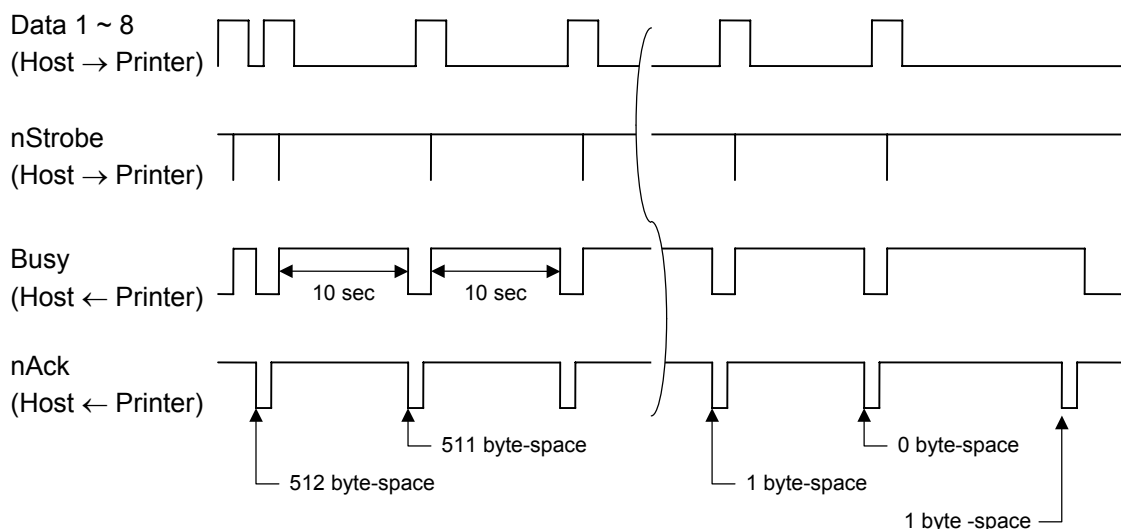 Data 1 ~ 8
(Host → Printer)
nStrobe
(Host → Printer)
Busy
(Host ← Printer)
10 sec
10 sec
nAck
(Host ← Printer)
511 byte-space
0 byte-space
512 byte-space
1 byte-space
1 byte -space